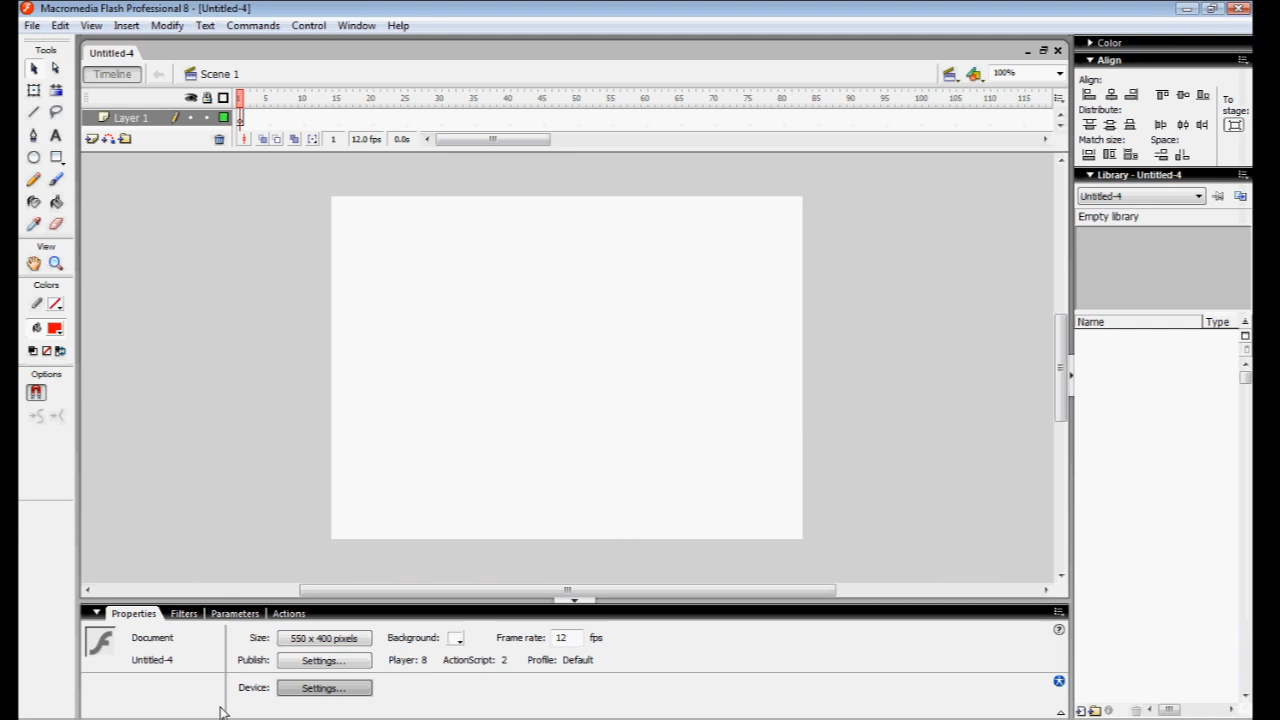 Macromedia Flash Professional 8 - [Untitled-4]
File Edit View Insert Modify Text Commands Control Window Help
Tools
Untitled-4
Timeline
Scene 1
100%
5 10 15 20 25 30 35 40 45 50 55 60 65 70 75 80 85 90 95 100 105 110 115
Layer 1
1 12.0 fps 0.0s
View
Colors
Options
Color
Align
Align:
To stage:
Distribute:
Match size: Space:
Library - Untitled-4
Untitled-4
Empty library
Name Type
Properties Filters Parameters Actions
Document
Untitled-4
Size: 550 x 400 pixels Background: Frame rate: 12 fps
Publish: Settings... Player: 8 ActionScript: 2 Profile: Default
Device: Settings...